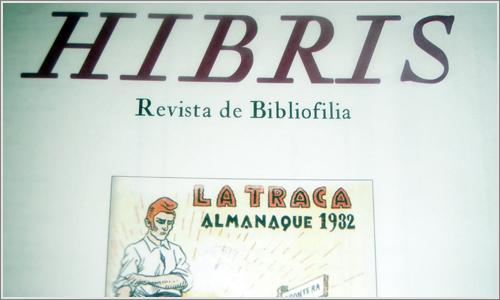 HIBRIS
Revista de Bibliofilia
LA TRACA
ALMANAQUE 1932